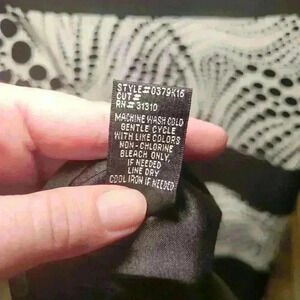 STYLE#0379K15
CUT#
RN#31310
MACHINE WASH COLD
GENTLE CYCLE
WITH LIKE COLORS
NON-CHLORINE
BLEACH ONLY,
IF NEEDED
LINE DRY
COOL IRON IF NEEDED